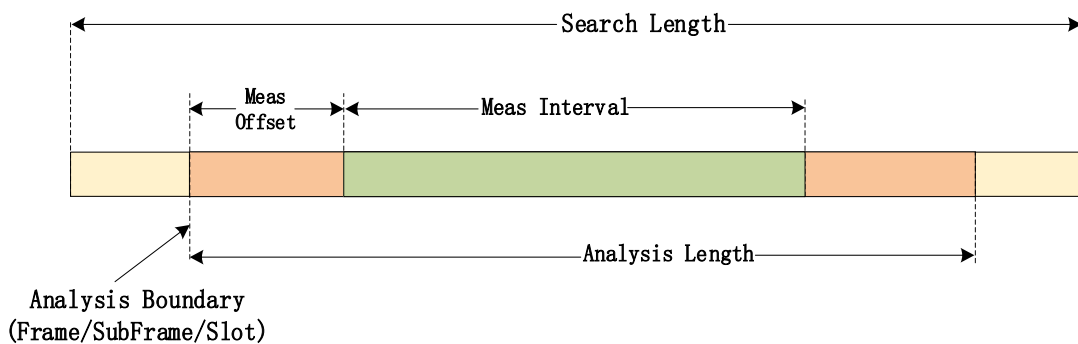 Search Length
Meas
Offset
Meas Interval
Analysis Length
Analysis Boundary
(Frame/SubFrame/Slot)